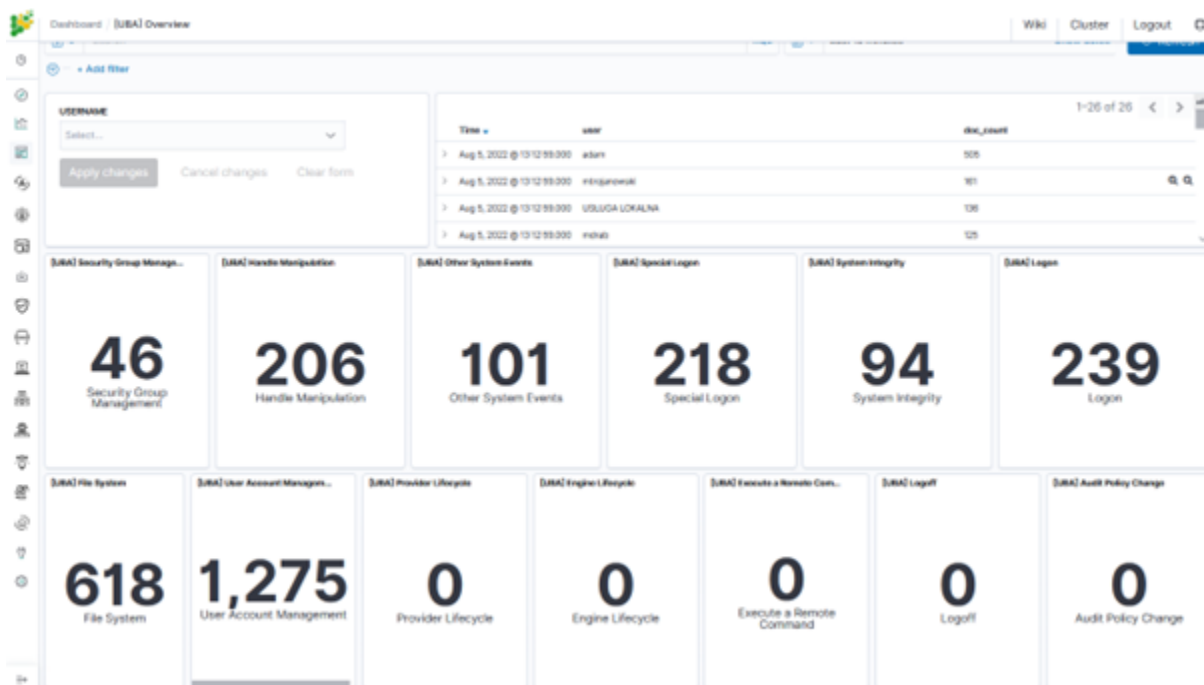 Dashboard / [UBA] Overview
Wiki Cluster Logout
+ Add filter
USERNAME
Select...
Apply changes Cancel changes Clear form
1–26 of 26
Time user doc_count
Aug 5, 2022 @ 13:12:59.000 adam 505
Aug 5, 2022 @ 13:12:59.000 mtrojanowski 161
Aug 5, 2022 @ 13:12:59.000 USLUGA LOKALNA 136
Aug 5, 2022 @ 13:12:59.000 125
[UBA] Security Group Manage... [UBA] Handle Manipulation [UBA] Other System Events [UBA] Special Logon [UBA] System Integrity [UBA] Logon
46 206 101 218 94 239
Security Group Management Handle Manipulation Other System Events Special Logon System Integrity Logon
[UBA] File System [UBA] User Account Managem... [UBA] Provider Lifecycle [UBA] Engine Lifecycle [UBA] Execute a Remote Com... [UBA] Logoff [UBA] Audit Policy Change
618 1,275 0 0 0 0 0
File System User Account Management Provider Lifecycle Engine Lifecycle Execute a Remote Command Logoff Audit Policy Change